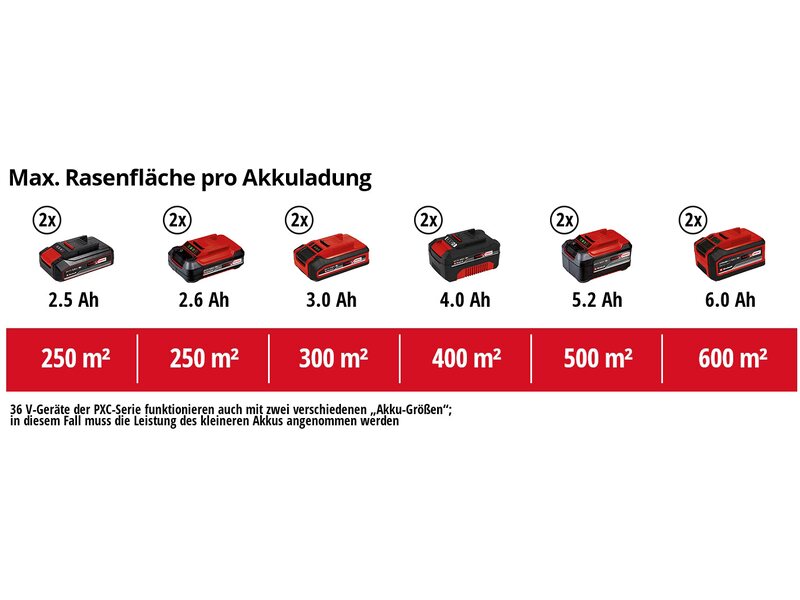 Max. Rasenfläche pro Akkuladung
2x 2x 2x 2x 2x 2x
2.5 Ah 2.6 Ah 3.0 Ah 4.0 Ah 5.2 Ah 6.0 Ah
250 m² 250 m² 300 m² 400 m² 500 m² 600 m²
36 V-Geräte der PXC-Serie funktionieren auch mit zwei verschiedenen „Akku-Größen“;
in diesem Fall muss die Leistung des kleineren Akkus angenommen werden